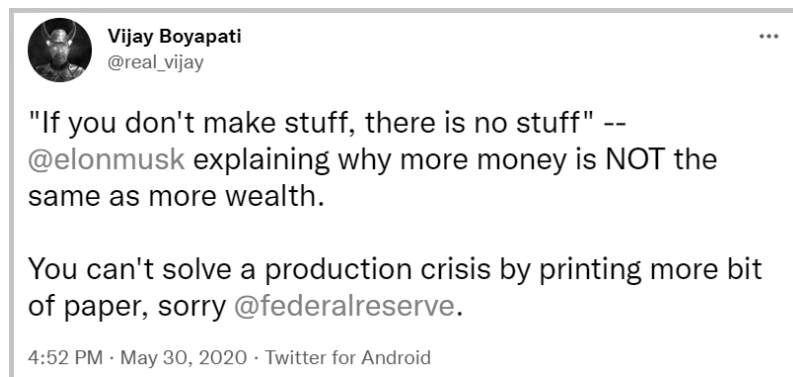 Vijay Boyapati
@real_vijay
"If you don't make stuff, there is no stuff" --
@elonmusk explaining why more money is NOT the
same as more wealth.
You can't solve a production crisis by printing more bit
of paper, sorry @federalreserve.
4:52 PM · May 30, 2020 · Twitter for Android